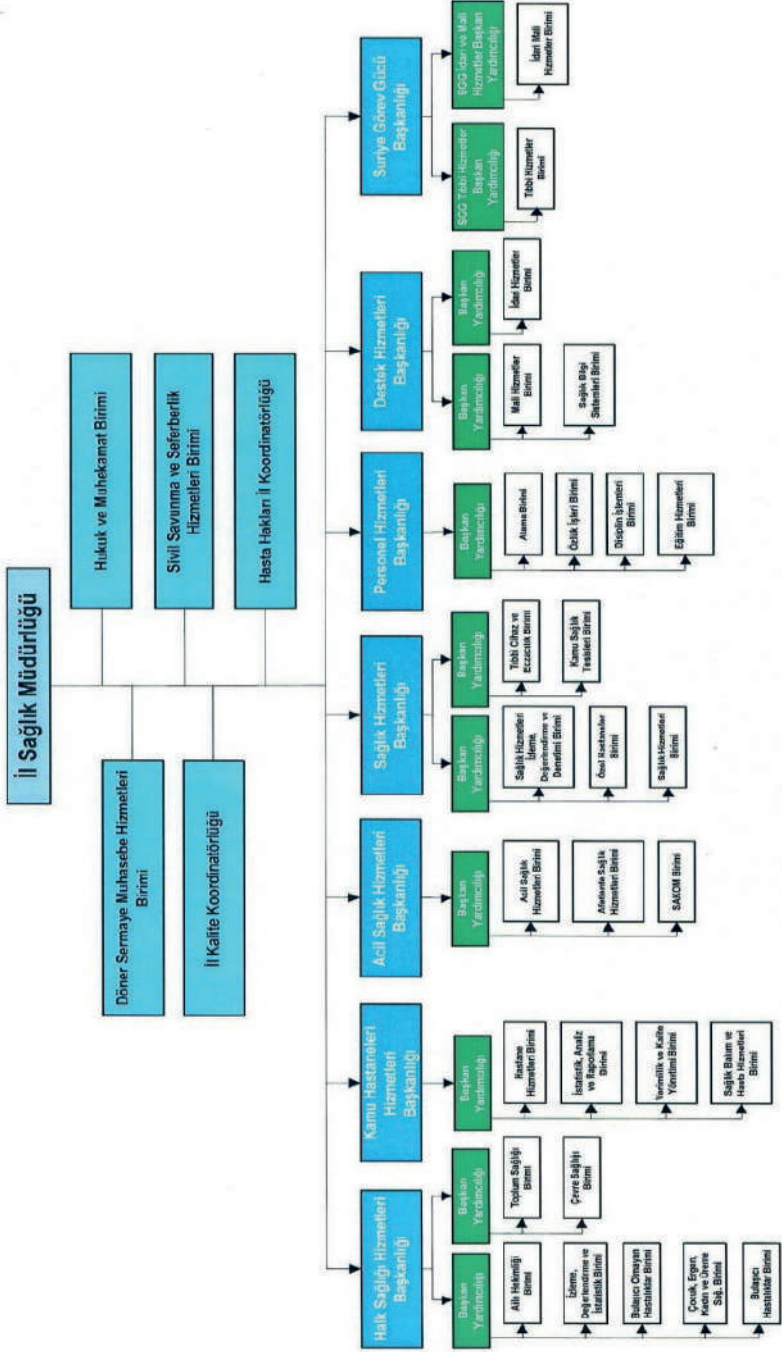 İl Sağlık Müdürlüğü
Döner Sermaye Muhasebe Hizmetleri
Birimi
İl Kalite Koordinatörlüğü
Hukuk ve Muhekamat Birimi
Sivil Savunma ve Seferberlik
Hizmetleri Birimi
Hasta Hakları İl Koordinatörlüğü
Halk Sağlığı Hizmetleri
Başkanlığı
Kamu Hastaneleri
Hizmetleri
Başkanlığı
Acil Sağlık Hizmetleri
Başkanlığı
Sağlık Hizmetleri
Başkanlığı
Personel Hizmetleri
Başkanlığı
Destek Hizmetleri
Başkanlığı
Suriye Görev Gücü
Başkanlığı
Başkan
Yardımcılığı
Aile Hekimliği
Birimi
İzleme,
Değerlendirme ve
İstatistik Birimi
Bulaşıcı Olmayan
Hastalıklar Birimi
Çocuk, Ergen,
Kadın ve Üreme
Sağ. Birimi
Bulaşıcı
Hastalıklar Birimi
Başkan
Yardımcılığı
Toplum Sağlığı
Birimi
Çevre Sağlığı
Birimi
Başkan
Yardımcılığı
Hastane
Hizmetleri Birimi
İstatistik, Analiz
ve Raporlama
Birimi
Verimlilik ve Kalite
Yönetimi Birimi
Sağlık Bakım ve
Hasta Hizmetleri
Birimi
Başkan
Yardımcılığı
Acil Sağlık
Hizmetleri Birimi
Afetlerde Sağlık
Hizmetleri Birimi
SAKOM Birimi
Başkan
Yardımcılığı
Sağlık Hizmetleri
İzleme,
Değerlendirme ve
Denetimi Birimi
Özel Hastaneler
Birimi
Sağlık Hizmetleri
Birimi
Başkan
Yardımcılığı
Tıbbi Cihaz ve
Eczacılık Birimi
Kamu Sağlık
Tesisleri Birimi
Başkan
Yardımcılığı
Atama Birimi
Özlük İşleri Birimi
Disiplin İşlemleri
Birimi
Eğitim Hizmetleri
Birimi
Başkan
Yardımcılığı
Mali Hizmetler
Birimi
Sağlık Bilgi
Sistemleri Birimi
Başkan
Yardımcılığı
İdari Hizmetler
Birimi
SGG Tıbbi Hizmetler
Başkan
Yardımcılığı
Tıbbi Hizmetler
Birimi
SGG İdari ve Mali
Hizmetler Başkan
Yardımcılığı
İdari Mali
Hizmetler Birimi